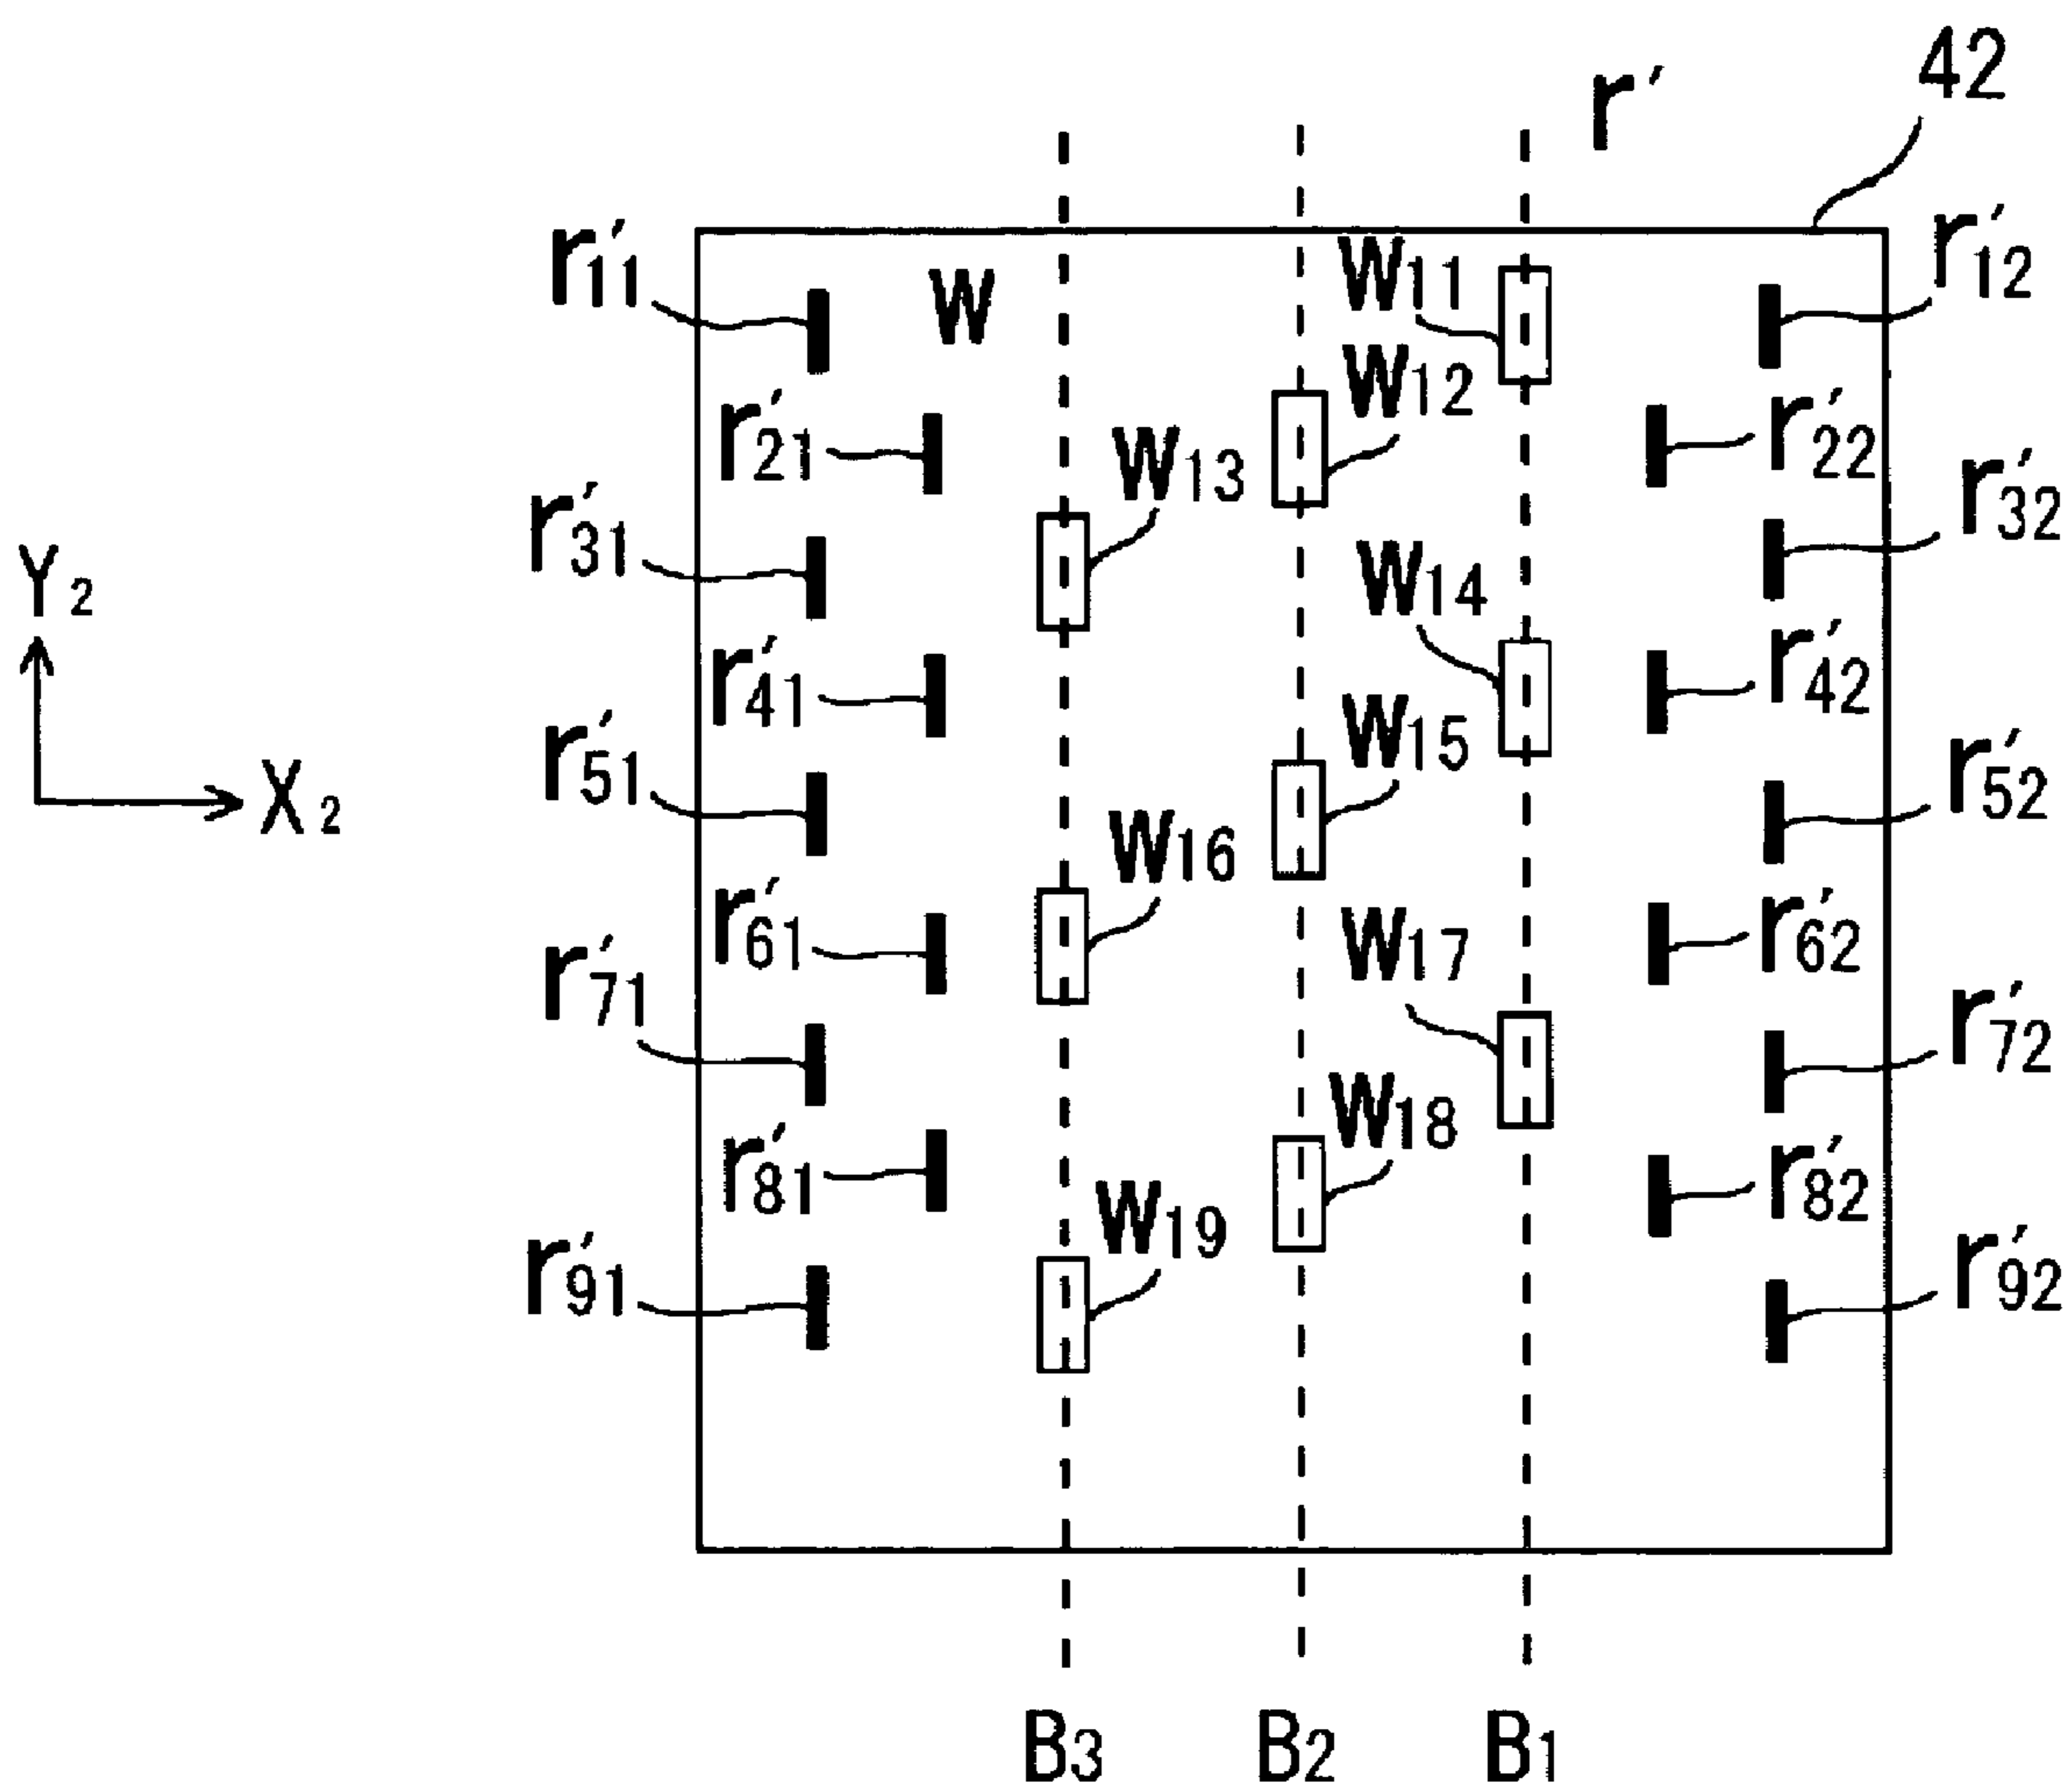 42
r′
r′₁₁
w
W₁₁
r′₁₂
W₁₂
r′₂₁
W₁₃
r′₂₂
r′₃₁
r′₃₂
Y₂
W₁₄
r′₄₁
r′₄₂
W₁₅
r′₅₁
r′₅₂
X₂
W₁₆
r′₆₁
W₁₇
r′₆₂
r′₇₁
r′₇₂
W₁₈
r′₈₁
r′₈₂
W₁₉
r′₉₁
r′₉₂
B₃ B₂ B₁